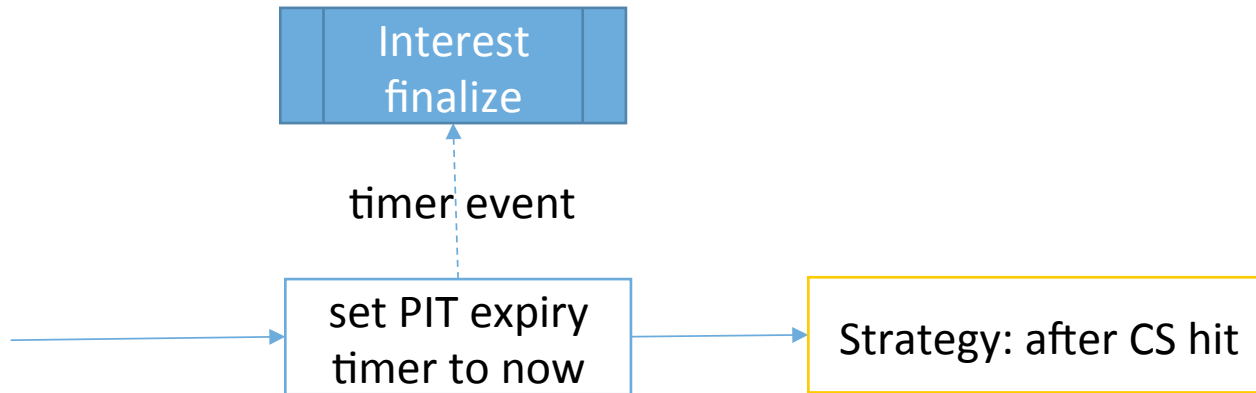 Interest
finalize
timer event
set PIT expiry
timer to now
Strategy: after CS hit